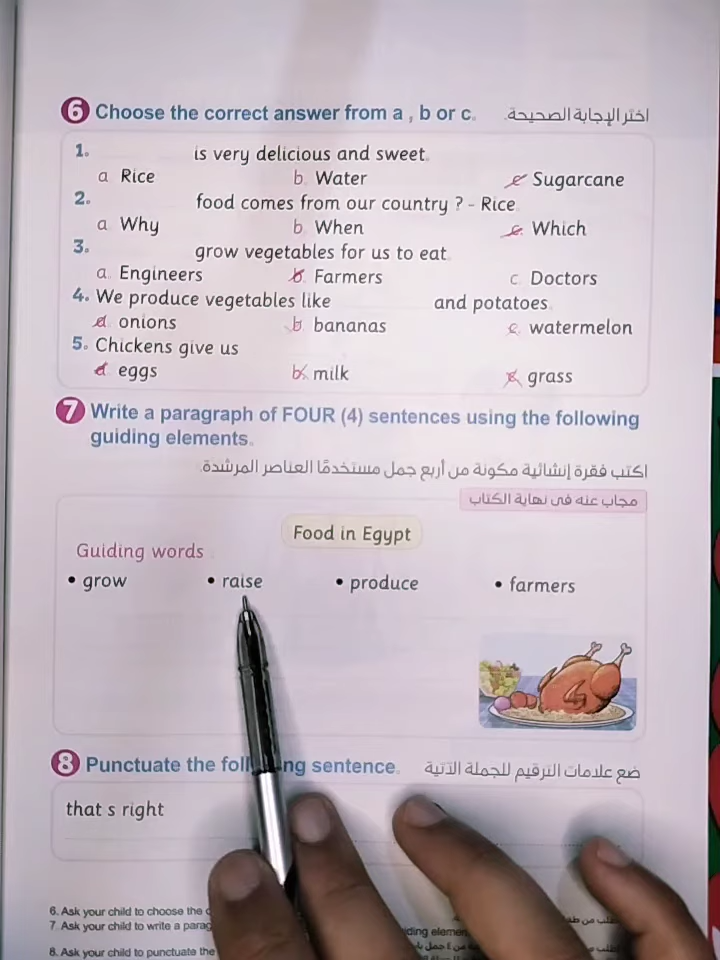 6 Choose the correct answer from a , b or c. اختر الإجابة الصحيحة.
1. is very delicious and sweet.
a Rice b. Water c. Sugarcane
2. food comes from our country ? - Rice
a Why b When c. Which
3. grow vegetables for us to eat.
a. Engineers b. Farmers c. Doctors
4. We produce vegetables like and potatoes.
a onions b. bananas c. watermelon
5. Chickens give us
a eggs b. milk c. grass
7 Write a paragraph of FOUR (4) sentences using the following
guiding elements.
اكتب فقرة إنشائية مكونة من أربع جمل مستخدمًا العناصر المرشدة.
مجاب عنه فى نهاية الكتاب
Food in Egypt
Guiding words
• grow • raise • produce • farmers
8 Punctuate the following sentence. ضع علامات الترقيم للجملة الآتية
that s right
6. Ask your child to choose the
7. Ask your child to write a parag
8. Ask your child to punctuate the